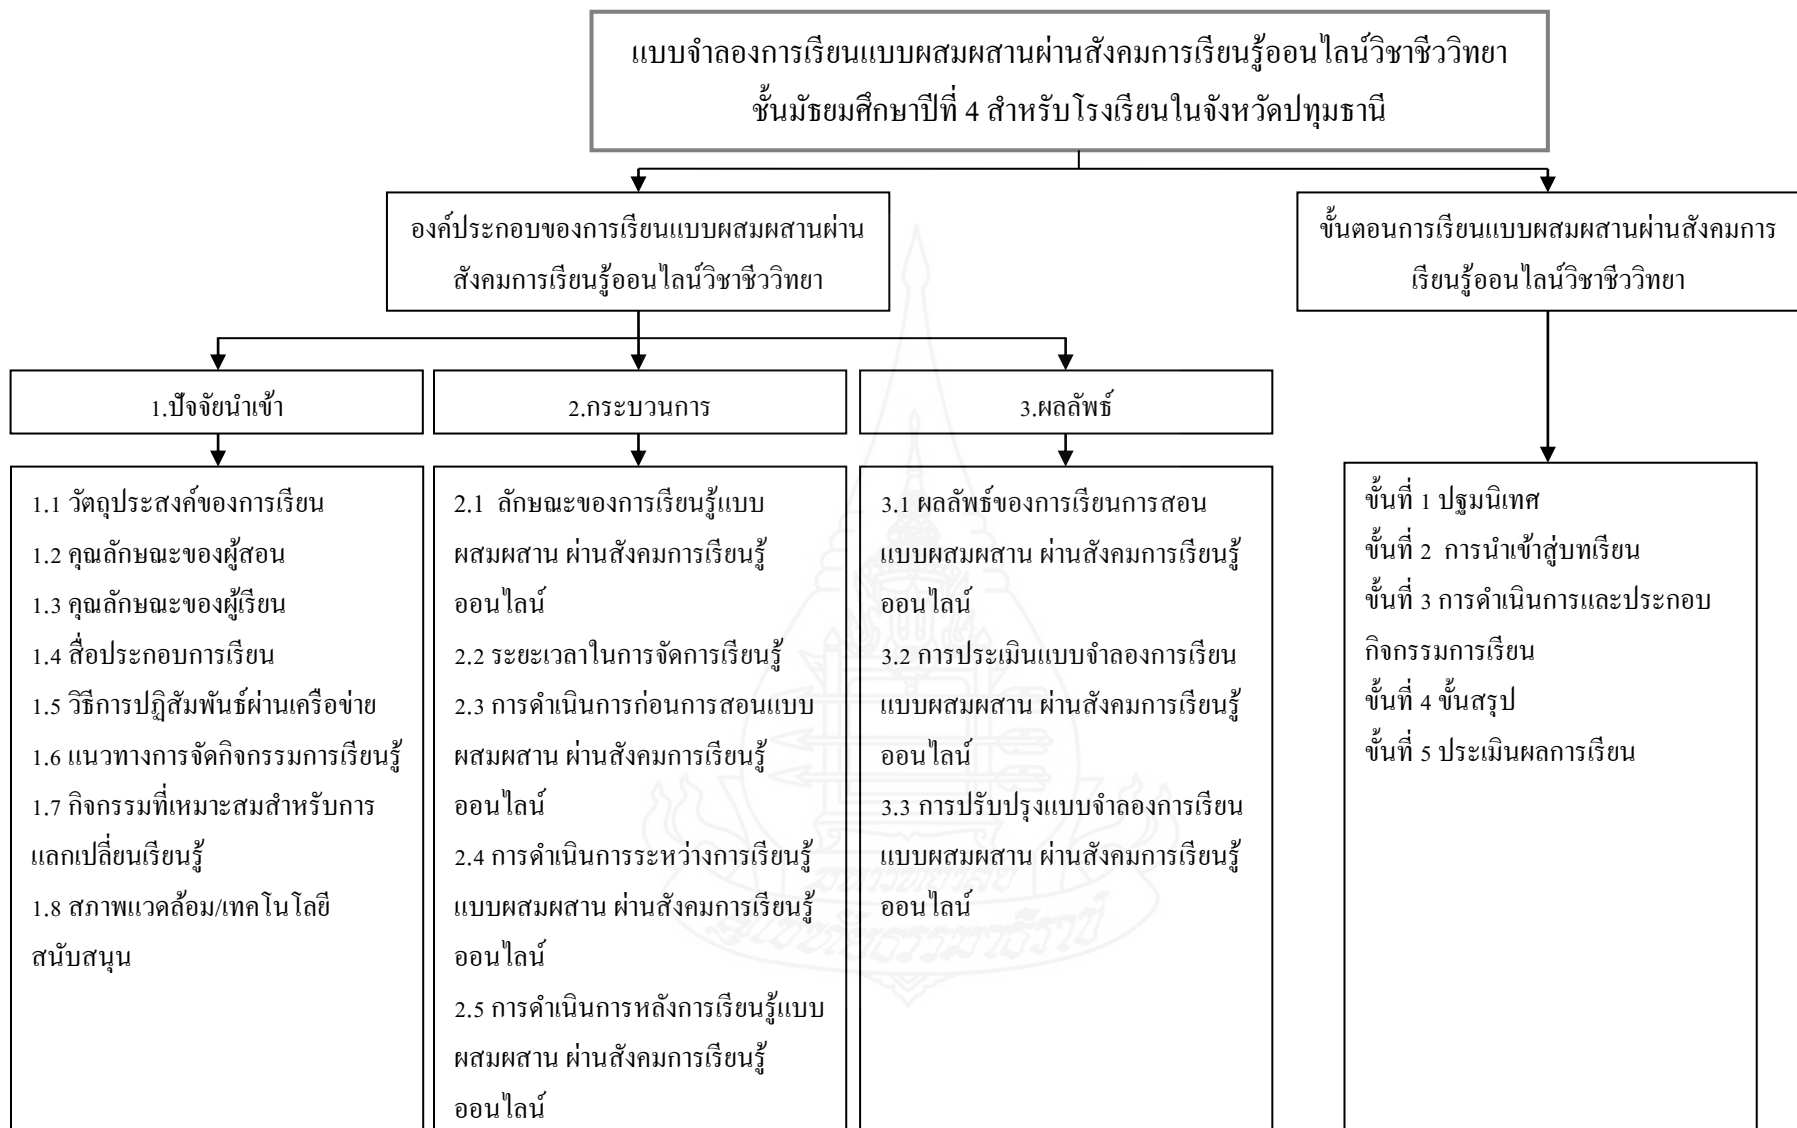 แบบจำลองการเรียนแบบผสมผสานผ่านสังคมการเรียนรู้ออนไลน์วิชาชีววิทยา
ชั้นมัธยมศึกษาปีที่ 4 สำหรับโรงเรียนในจังหวัดปทุมธานี
องค์ประกอบของการเรียนแบบผสมผสานผ่าน
สังคมการเรียนรู้ออนไลน์วิชาชีววิทยา
ขั้นตอนการเรียนแบบผสมผสานผ่านสังคมการ
เรียนรู้ออนไลน์วิชาชีววิทยา
1.ปัจจัยนำเข้า
2.กระบวนการ
3.ผลลัพธ์
1.1 วัตถุประสงค์ของการเรียน
1.2 คุณลักษณะของผู้สอน
1.3 คุณลักษณะของผู้เรียน
1.4 สื่อประกอบการเรียน
1.5 วิธีการปฏิสัมพันธ์ผ่านเครือข่าย
1.6 แนวทางการจัดกิจกรรมการเรียนรู้
1.7 กิจกรรมที่เหมาะสมสำหรับการ
แลกเปลี่ยนเรียนรู้
1.8 สภาพแวดล้อม/เทคโนโลยี
สนับสนุน
2.1 ลักษณะของการเรียนรู้แบบ
ผสมผสาน ผ่านสังคมการเรียนรู้
ออนไลน์
2.2 ระยะเวลาในการจัดการเรียนรู้
2.3 การดำเนินการก่อนการสอนแบบ
ผสมผสาน ผ่านสังคมการเรียนรู้
ออนไลน์
2.4 การดำเนินการระหว่างการเรียนรู้
แบบผสมผสาน ผ่านสังคมการเรียนรู้
ออนไลน์
2.5 การดำเนินการหลังการเรียนรู้แบบ
ผสมผสาน ผ่านสังคมการเรียนรู้
ออนไลน์
3.1 ผลลัพธ์ของการเรียนการสอน
แบบผสมผสาน ผ่านสังคมการเรียนรู้
ออนไลน์
3.2 การประเมินแบบจำลองการเรียน
แบบผสมผสาน ผ่านสังคมการเรียนรู้
ออนไลน์
3.3 การปรับปรุงแบบจำลองการเรียน
แบบผสมผสาน ผ่านสังคมการเรียนรู้
ออนไลน์
ขั้นที่ 1 ปฐมนิเทศ
ขั้นที่ 2 การนำเข้าสู่บทเรียน
ขั้นที่ 3 การดำเนินการและประกอบ
กิจกรรมการเรียน
ขั้นที่ 4 ขั้นสรุป
ขั้นที่ 5 ประเมินผลการเรียน